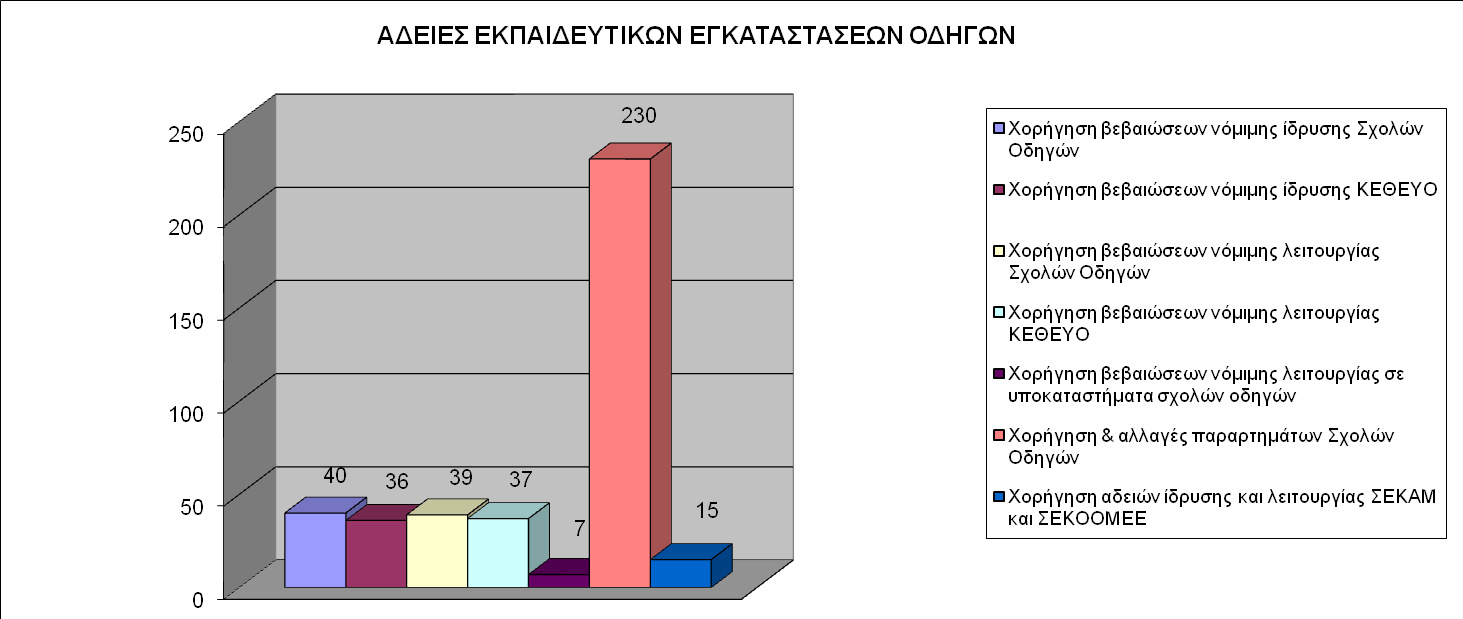 ΑΔΕΙΕΣ ΕΚΠΑΙΔΕΥΤΙΚΩΝ ΕΓΚΑΤΑΣΤΑΣΕΩΝ ΟΔΗΓΩΝ
250
200
150
100
50
0
40
36
39
37
7
230
15
Χορήγηση βεβαιώσεων νόμιμης ίδρυσης Σχολών
Οδηγών
Χορήγηση βεβαιώσεων νόμιμης ίδρυσης ΚΕΘΕΥΟ
Χορήγηση βεβαιώσεων νόμιμης λειτουργίας
Σχολών Οδηγών
Χορήγηση βεβαιώσεων νόμιμης λειτουργίας
ΚΕΘΕΥΟ
Χορήγηση βεβαιώσεων νόμιμης λειτουργίας σε
υποκαταστήματα σχολών οδηγών
Χορήγηση & αλλαγές παραρτημάτων Σχολών
Οδηγών
Χορήγηση αδειών ίδρυσης και λειτουργίας ΣΕΚΑΜ
και ΣΕΚΟΟΜΕΕ